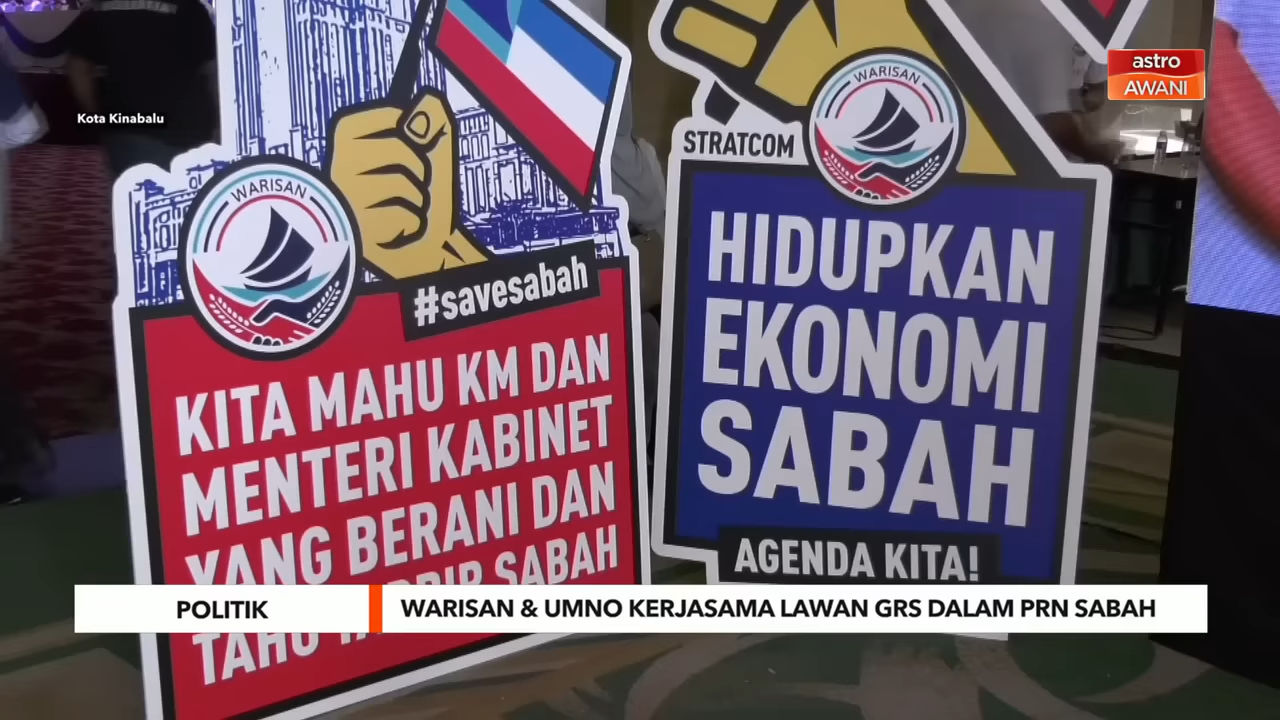 astro
AWANI
Kota Kinabalu
WARISAN
#savesabah
KITA MAHU KM DAN
MENTERI KABINET
YANG BERANI DAN
SABAH
STRATCOM
WARISAN
HIDUPKAN
EKONOMI
SABAH
AGENDA KITA!
POLITIK
WARISAN & UMNO KERJASAMA LAWAN GRS DALAM PRN SABAH